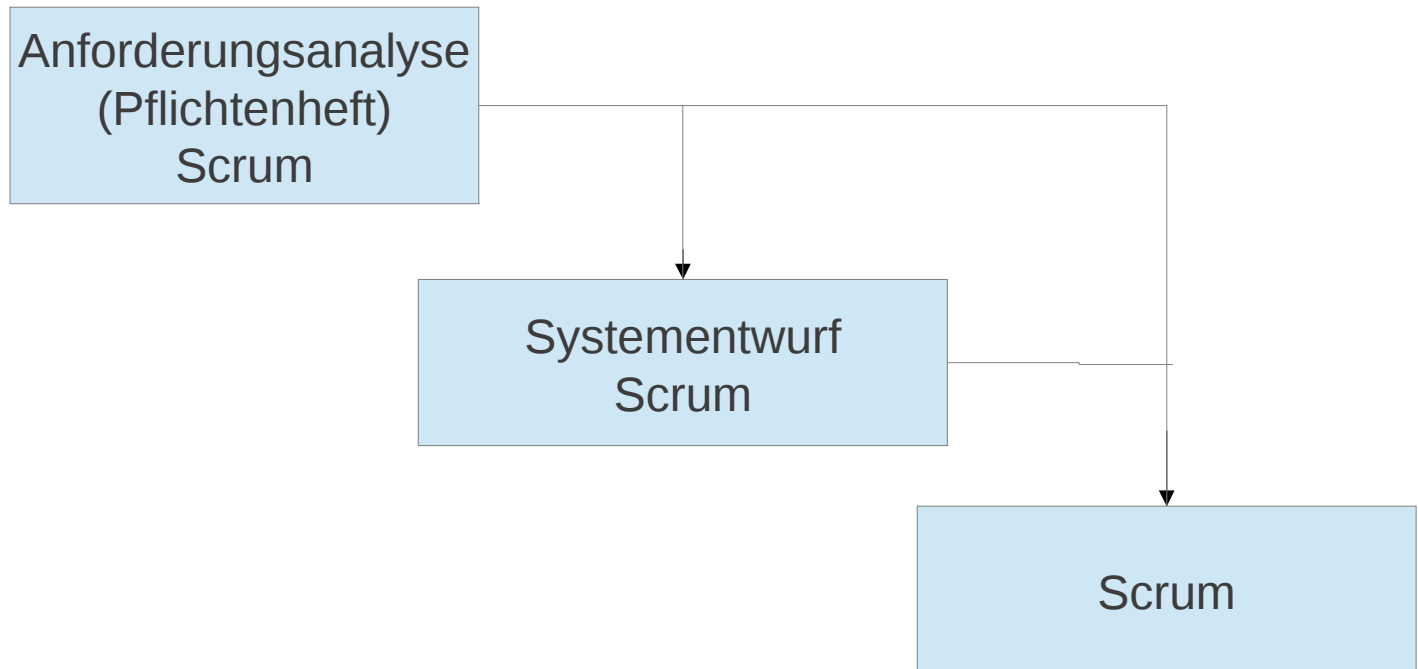 Anforderungsanalyse
(Pflichtenheft)
Scrum
Systementwurf
Scrum
Scrum